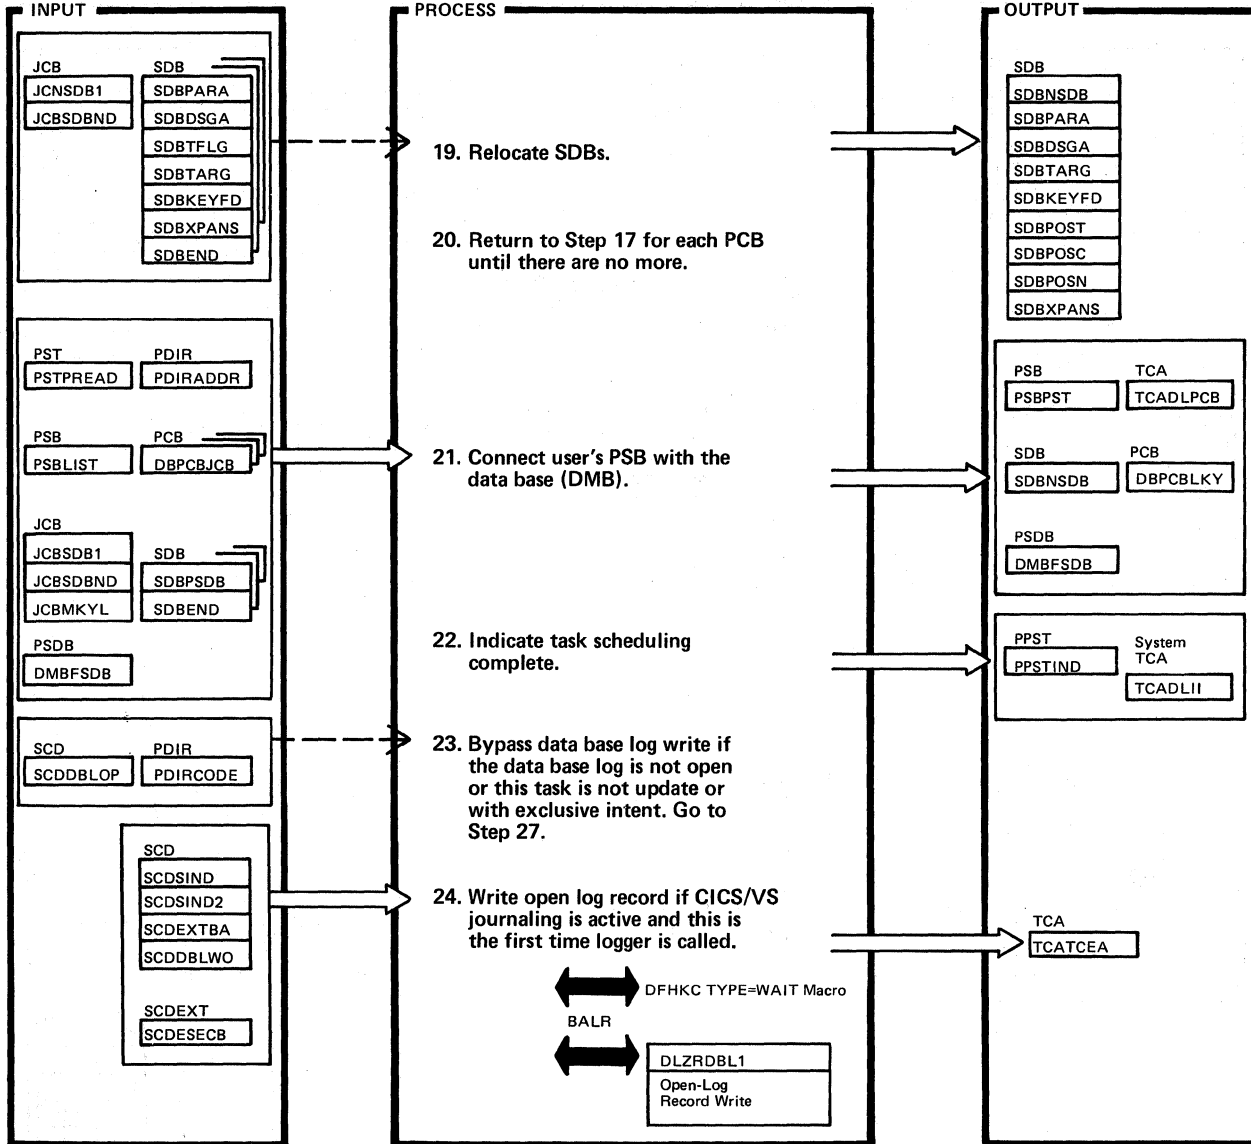 INPUT
JCB
JCNSDB1
JCBSDBND
SDB
SDBPARA
SDBDSGA
SDBTFLG
SDBTARG
SDBKEYFD
SDBXPANS
SDBEND
PST
PSTPREAD
PDIR
PDIRADDR
PSB
PSBLIST
PCB
DBPCBJCB
JCB
JCBSDB1
JCBSDBND
JCBMKYL
SDB
SDBPSDB
SDBEND
PSDB
DMBFSDB
SCD
SCDDBLOP
PDIR
PDIRCODE
SCD
SCDSIND
SCDSIND2
SCDEXTBA
SCDDBLWO
SCDEXT
SCDESECB
PROCESS
19. Relocate SDBs.
20. Return to Step 17 for each PCB
until there are no more.
21. Connect user's PSB with the
data base (DMB).
22. Indicate task scheduling
complete.
23. Bypass data base log write if
the data base log is not open
or this task is not update or
with exclusive intent. Go to
Step 27.
24. Write open log record if CICS/VS
journaling is active and this is
the first time logger is called.
DFHKC TYPE=WAIT Macro
BALR
DLZRDBL1
Open-Log
Record Write
OUTPUT
SDB
SDBNSDB
SDBPARA
SDBDSGA
SDBTARG
SDBKEYFD
SDBPOST
SDBPOSC
SDBPOSN
SDBXPANS
PSB
PSBPST
TCA
TCADLPCB
SDB
SDBNSDB
PCB
DBPCBLKY
PSDB
DMBFSDB
PPST
PPSTIND
System
TCA
TCADLII
TCA
TCATCEA